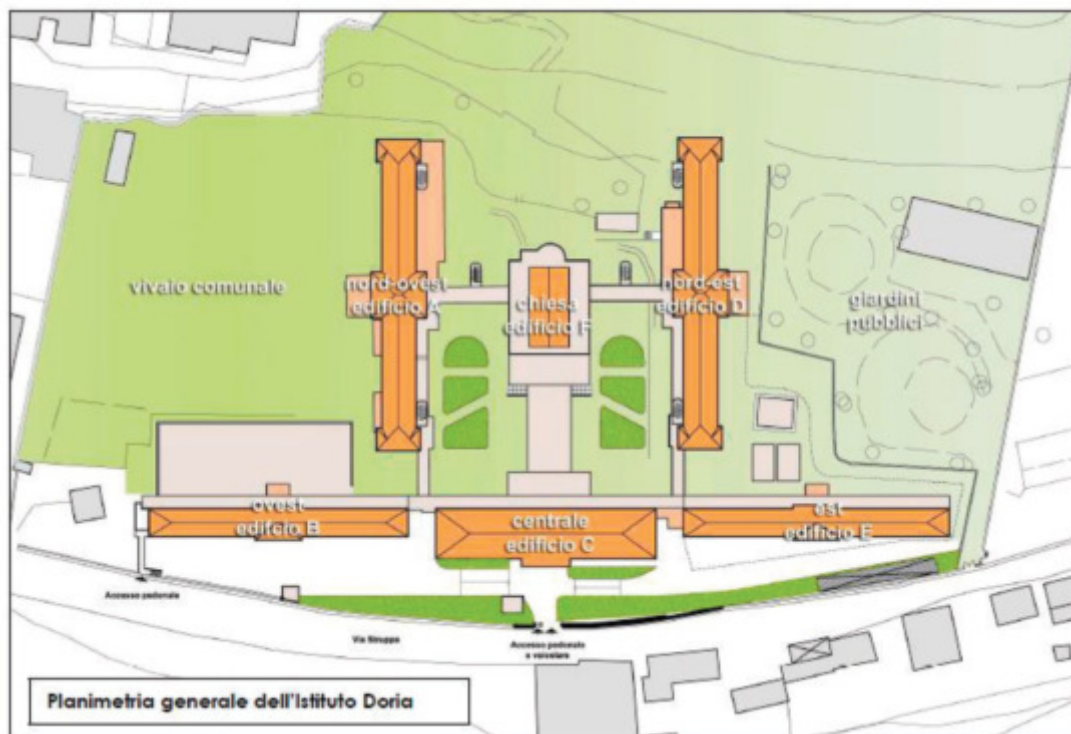 vivaio comunale
nord-ovest
edificio A
chiesa
edificio F
nord-est
edificio D
giardini
pubblici
ovest
edificio B
centrale
edificio C
est
edificio E
Accesso pedonale
Via Struppa
Accesso pedonale
e veicolare
Planimetria generale dell'Istituto Doria